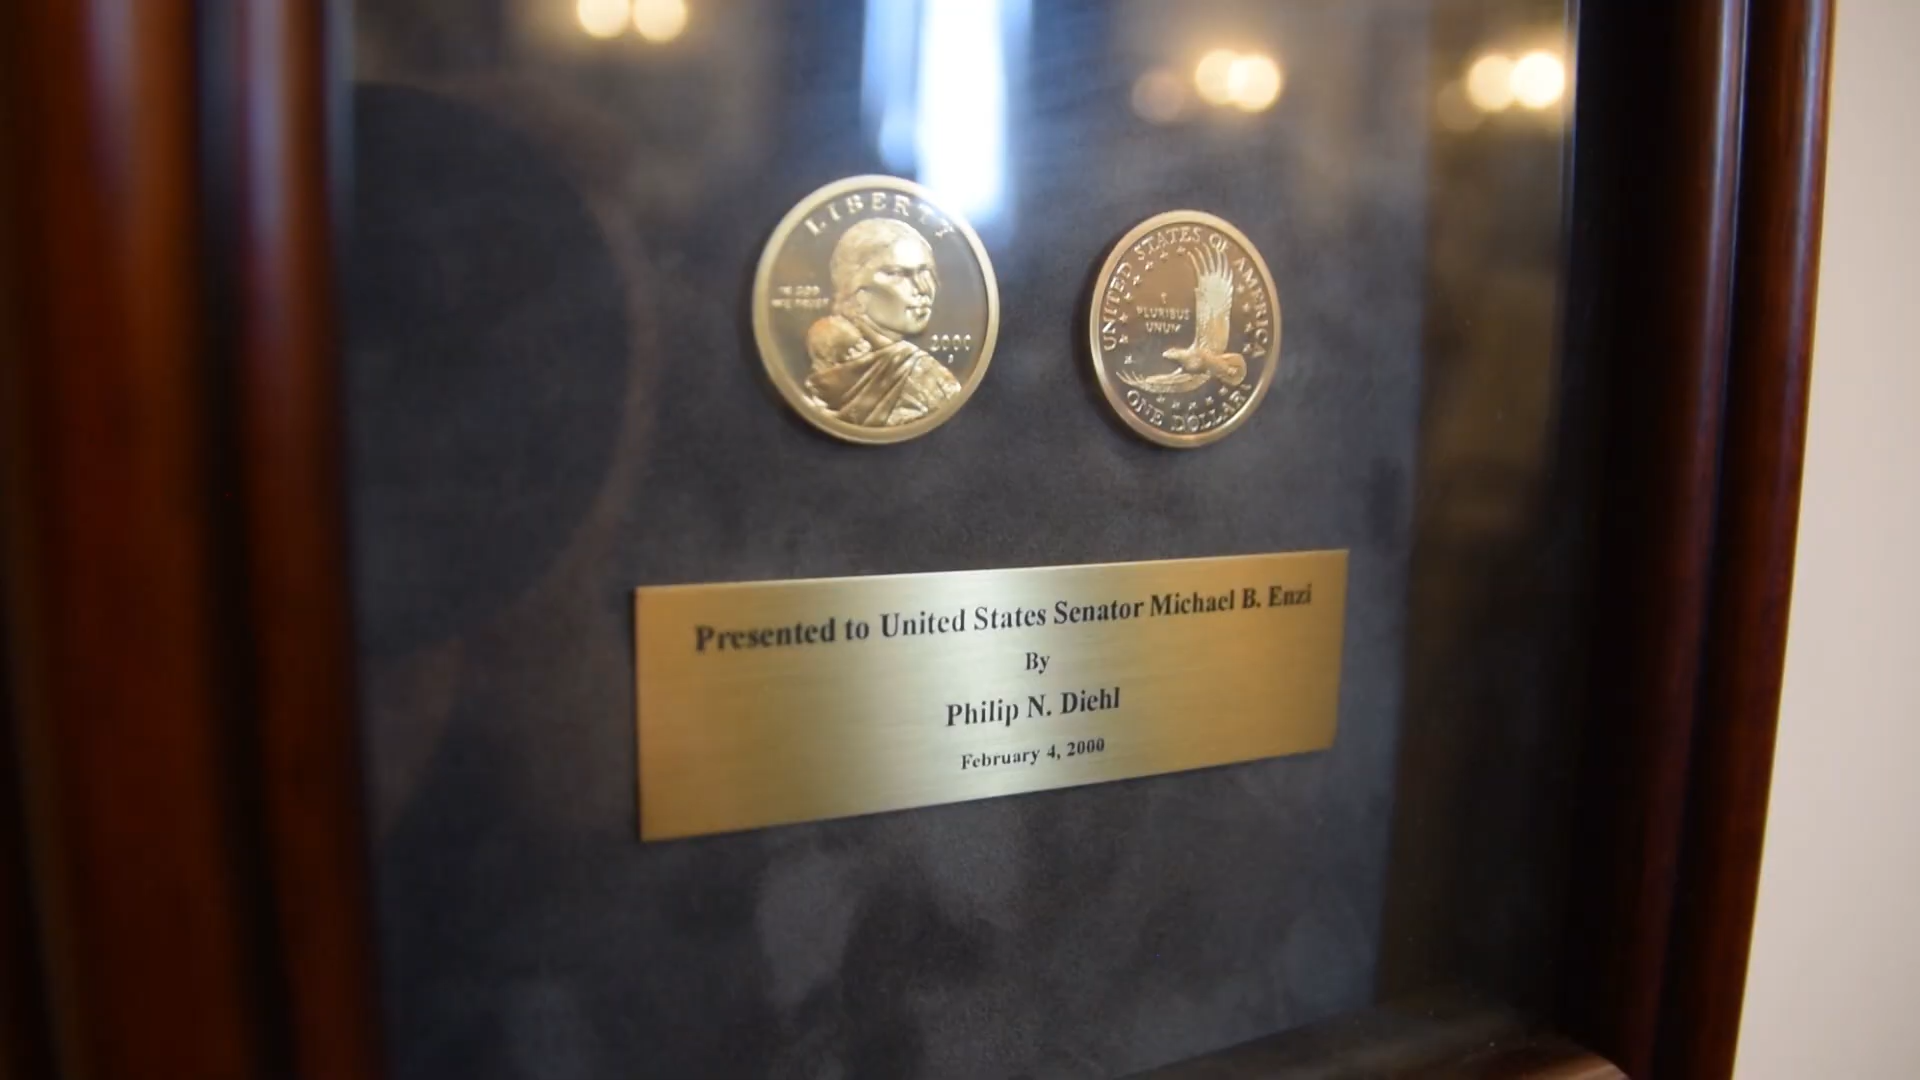 LIBERTY
IN GOD
WE TRUST
2000
UNITED STATES OF AMERICA
E
PLURIBUS
UNUM
ONE DOLLAR
Presented to United States Senator Michael B. Enzi
By
Philip N. Diehl
February 4, 2000